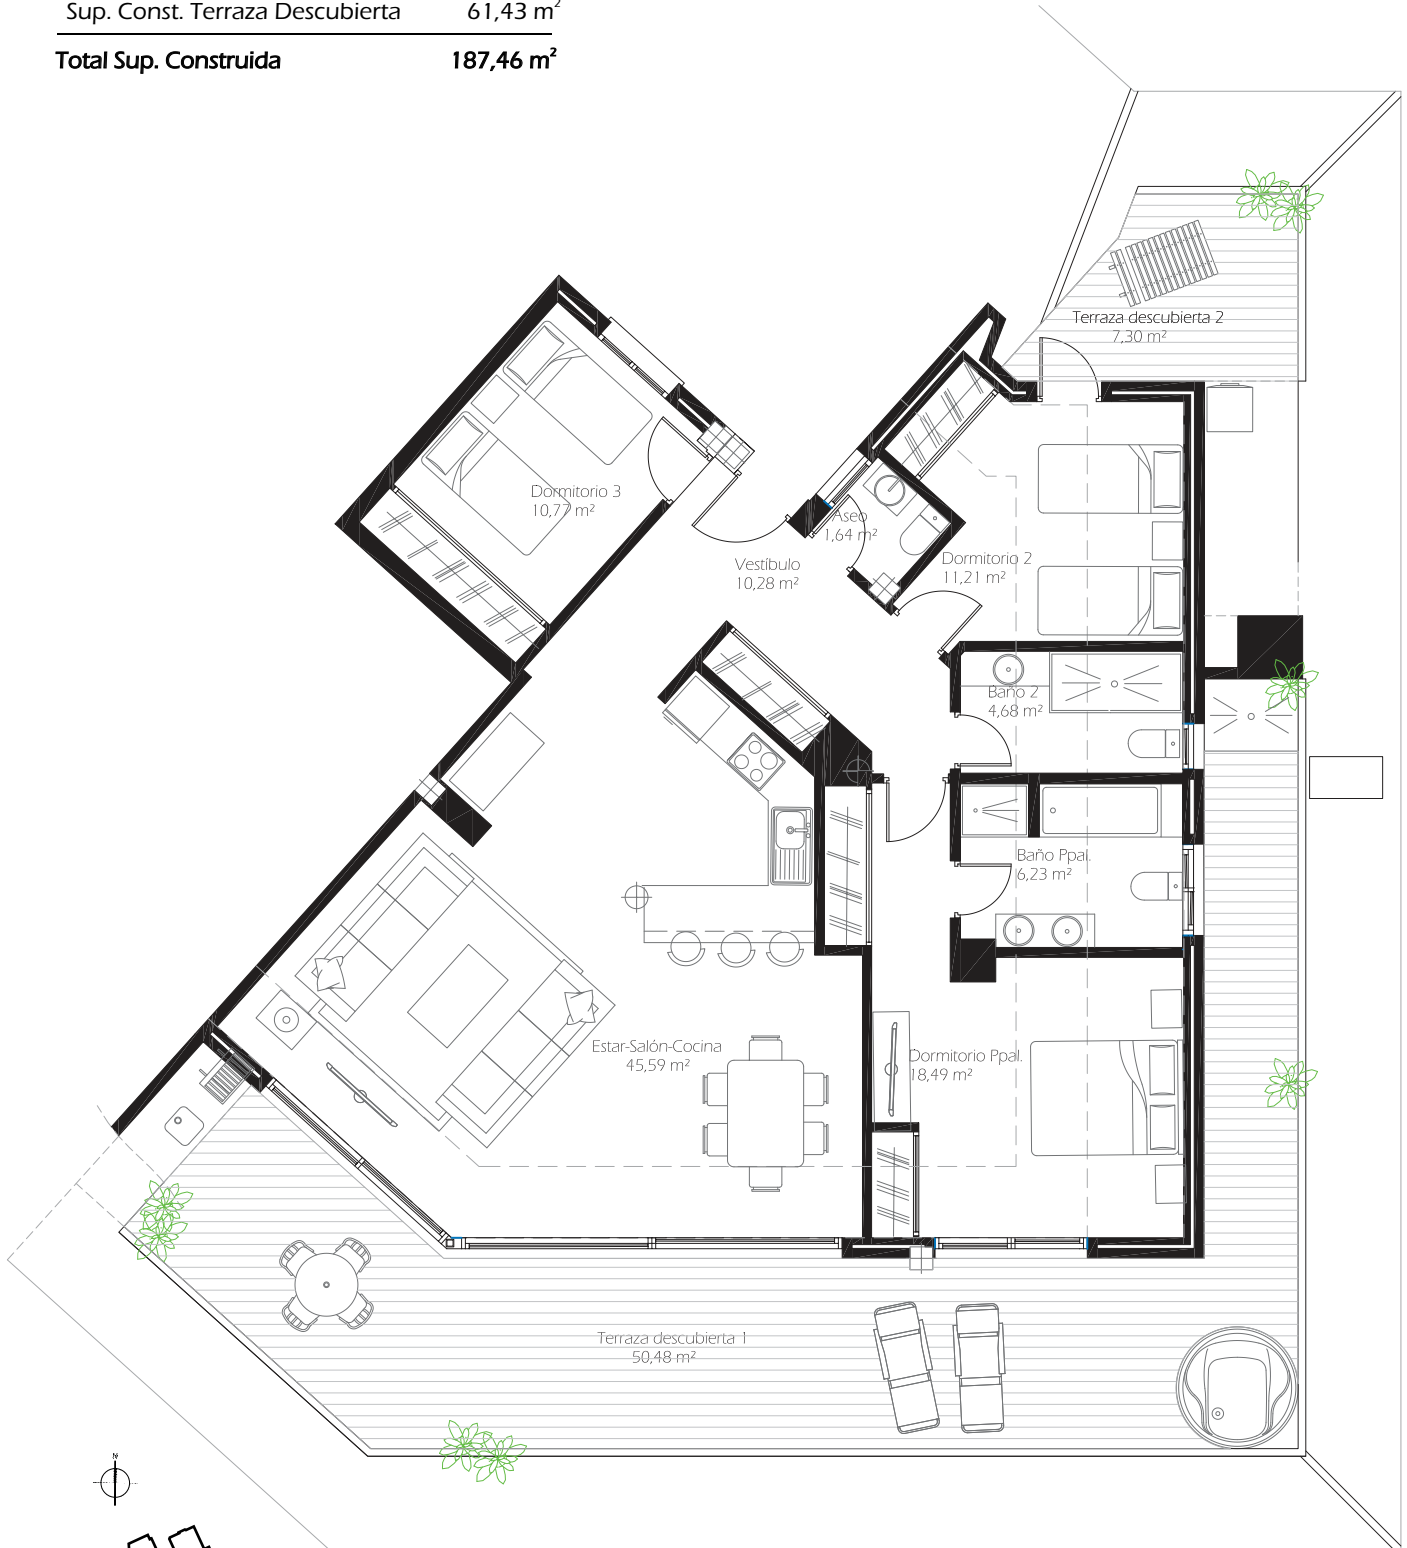 Sup. Const. Terraza Descubierta 61,43 m²
Total Sup. Construida 187,46 m²
Terraza descubierta 2
7,30 m²
Dormitorio 3
10,77 m²
Aseo
1,64 m²
Vestíbulo
10,28 m²
Dormitorio 2
11,21 m²
Baño 2
4,68 m²
Baño Ppal.
6,23 m²
Estar-Salón-Cocina
45,59 m²
Dormitorio Ppal.
18,49 m²
Terraza descubierta 1
50,48 m²
N